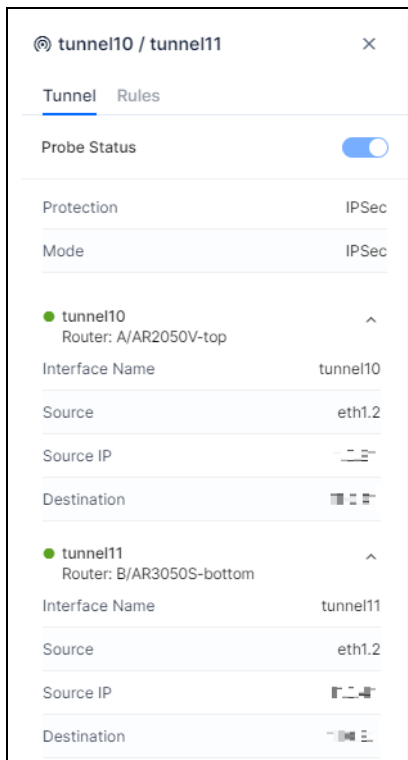 tunnel10 / tunnel11
Tunnel Rules
Probe Status
Protection IPSec
Mode IPSec
tunnel10
Router: A/AR2050V-top
Interface Name tunnel10
Source eth1.2
Source IP
Destination
tunnel11
Router: B/AR3050S-bottom
Interface Name tunnel11
Source eth1.2
Source IP
Destination